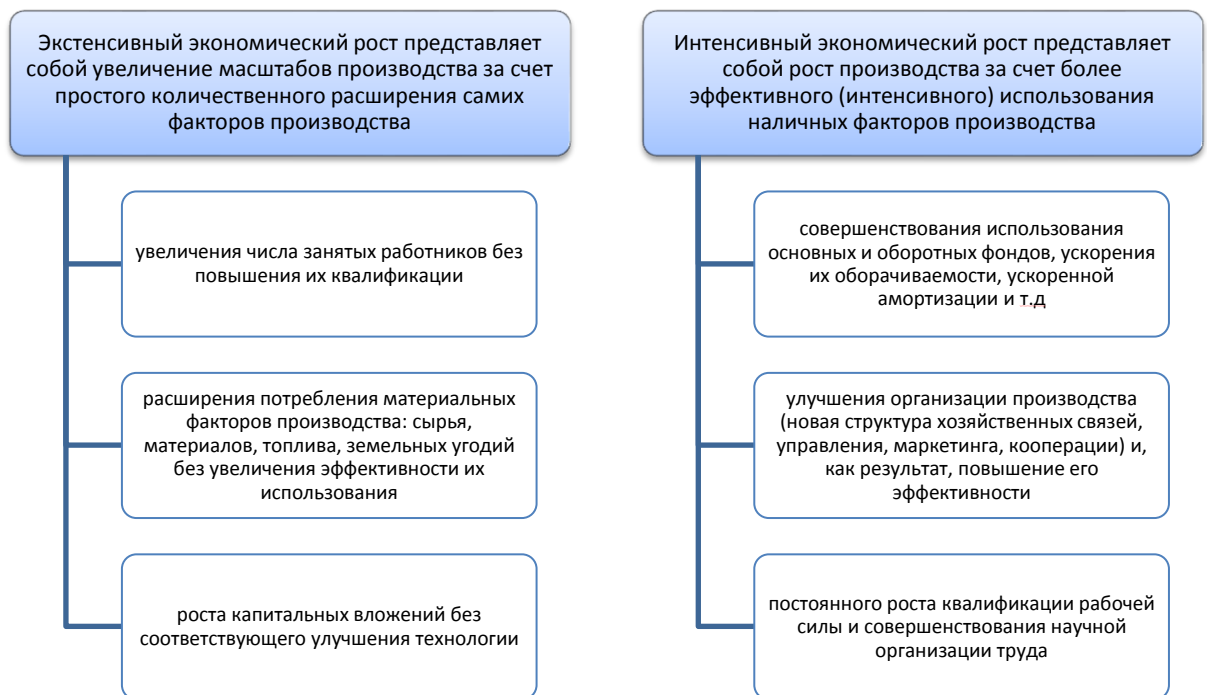 Экстенсивный экономический рост представляет
собой увеличение масштабов производства за счет
простого количественного расширения самих
факторов производства
увеличения числа занятых работников без
повышения их квалификации
расширения потребления материальных
факторов производства: сырья,
материалов, топлива, земельных угодий
без увеличения эффективности их
использования
роста капитальных вложений без
соответствующего улучшения технологии
Интенсивный экономический рост представляет
собой рост производства за счет более
эффективного (интенсивного) использования
наличных факторов производства
совершенствования использования
основных и оборотных фондов, ускорения
их оборачиваемости, ускоренной
амортизации и т.д
улучшения организации производства
(новая структура хозяйственных связей,
управления, маркетинга, кооперации) и,
как результат, повышение его
эффективности
постоянного роста квалификации рабочей
силы и совершенствования научной
организации труда